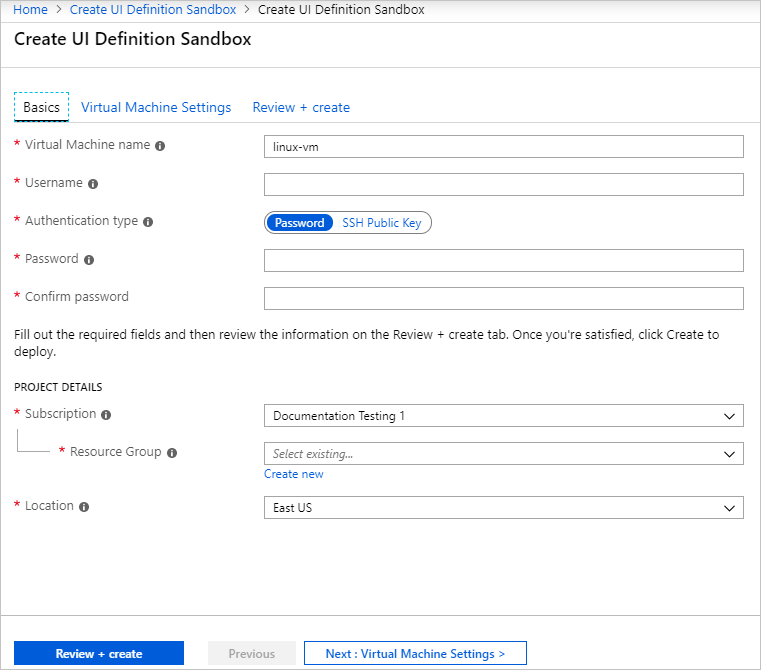 Home > Create UI Definition Sandbox > Create UI Definition Sandbox
Create UI Definition Sandbox
Basics Virtual Machine Settings Review + create
* Virtual Machine name linux-vm
* Username
* Authentication type Password SSH Public Key
* Password
* Confirm password
Fill out the required fields and then review the information on the Review + create tab. Once you're satisfied, click Create to
deploy.
PROJECT DETAILS
* Subscription Documentation Testing 1
* Resource Group Select existing...
Create new
* Location East US
Review + create Previous Next : Virtual Machine Settings >